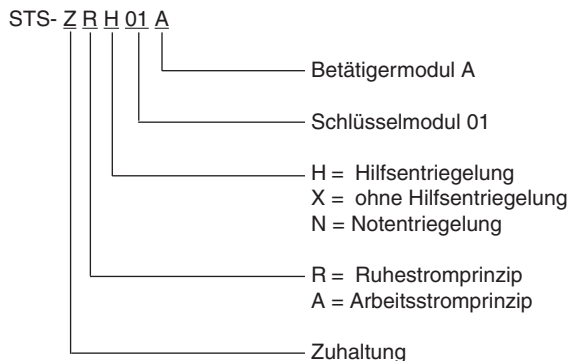 STS- Z R H 01 A
Betätigermodul A
Schlüsselmodul 01
H = Hilfsentriegelung
X = ohne Hilfsentriegelung
N = Notentriegelung
R = Ruhestromprinzip
A = Arbeitsstromprinzip
Zuhaltung